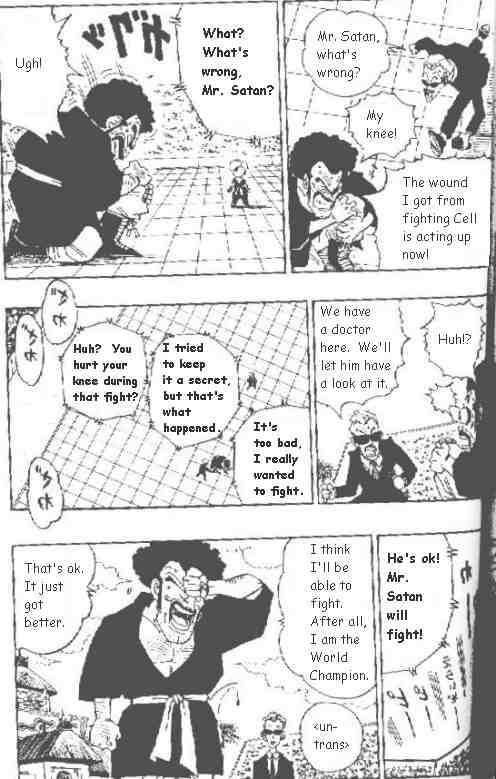 Ugh!
What?
What's
wrong,
Mr. Satan?
Mr. Satan,
what's
wrong?
My
knee!
The wound
I got from
fighting Cell
is acting up
now!
Huh? You
hurt your
knee during
that fight?
I tried
to keep
it a secret,
but that's
what
happened.
It's
too bad,
I really
wanted
to fight.
We have
a doctor
here. We'll
let him have
a look at it.
Huh!?
That's ok.
It just
got
better.
I think
I'll be
able to
fight.
After all,
I am the
World
Champion.
<un-
trans>
He's ok!
Mr.
Satan
will
fight!